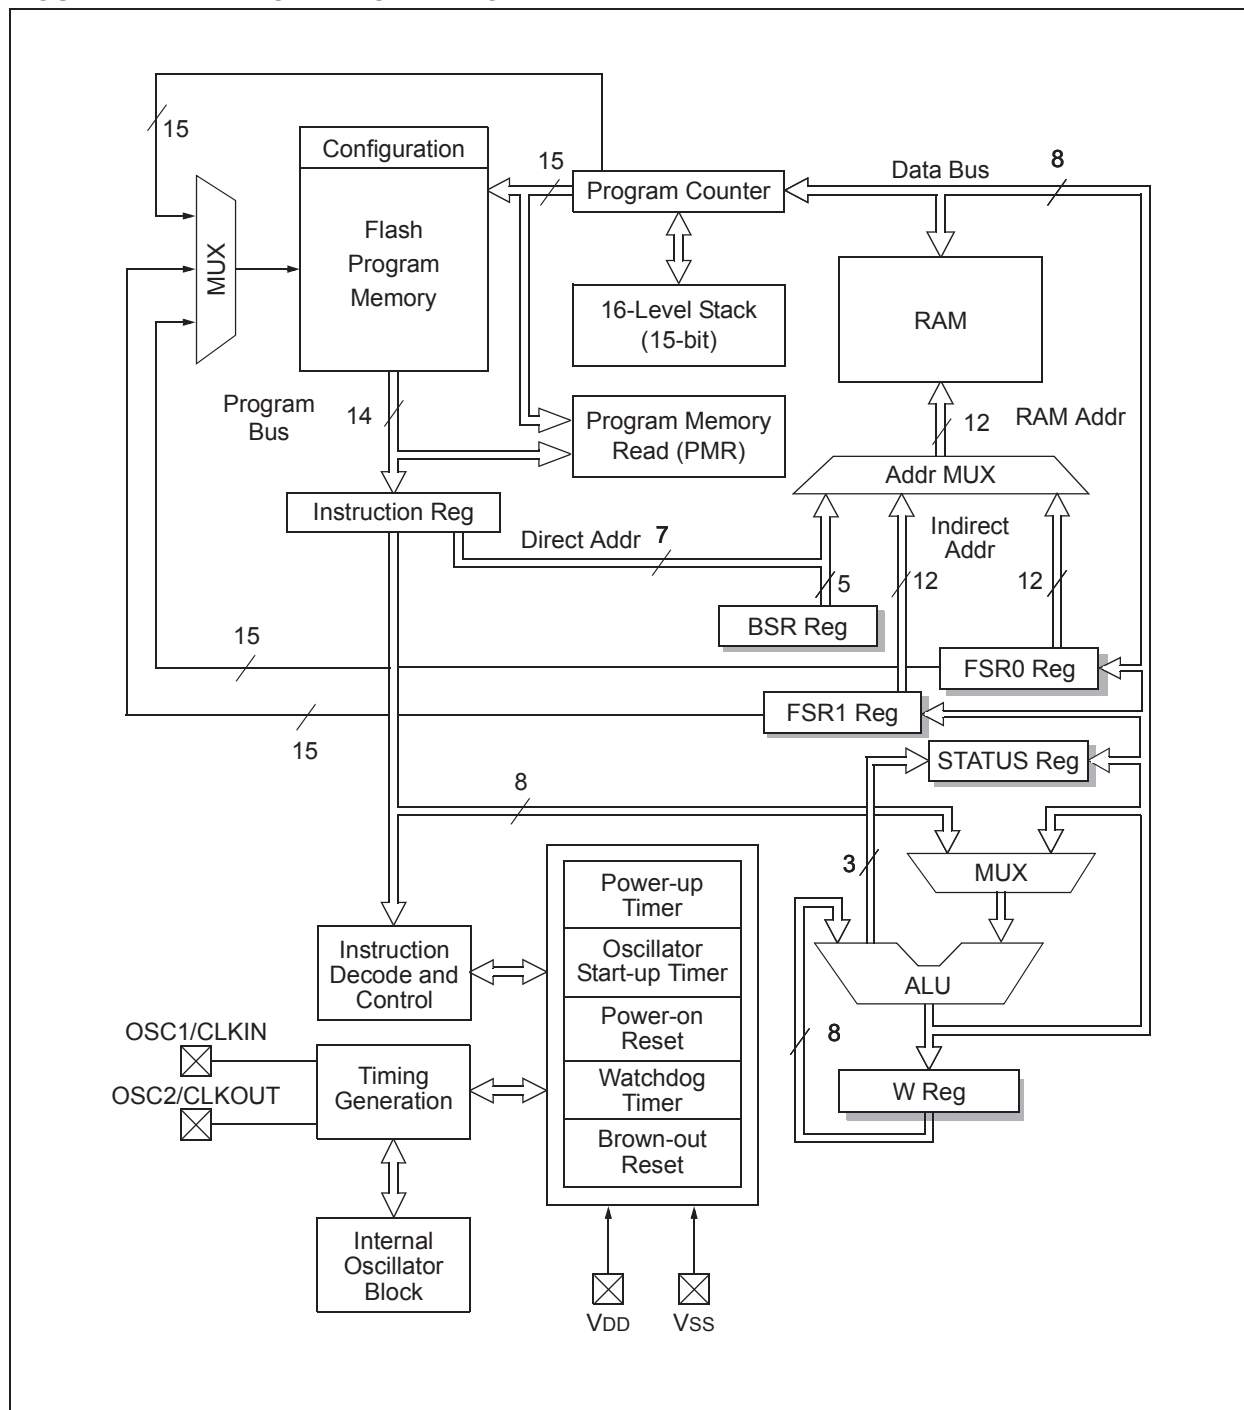 15
Configuration
15
Program Counter
Data Bus
8
MUX
Flash
Program
Memory
16-Level Stack
(15-bit)
RAM
Program
Bus
14
Program Memory
Read (PMR)
12
RAM Addr
Addr MUX
Instruction Reg
Direct Addr
7
Indirect
Addr
5
12
12
BSR Reg
15
FSR0 Reg
FSR1 Reg
15
STATUS Reg
8
3
MUX
Power-up
Timer
Instruction
Decode and
Control
Oscillator
Start-up Timer
ALU
OSC1/CLKIN
Power-on
Reset
8
OSC2/CLKOUT
Timing
Generation
Watchdog
Timer
W Reg
Brown-out
Reset
Internal
Oscillator
Block
VDD
VSS